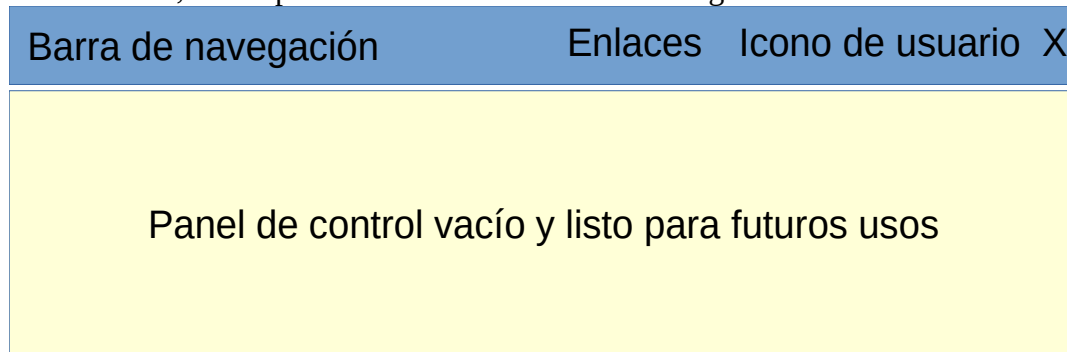 Barra de navegación Enlaces Icono de usuario X
Panel de control vacío y listo para futuros usos